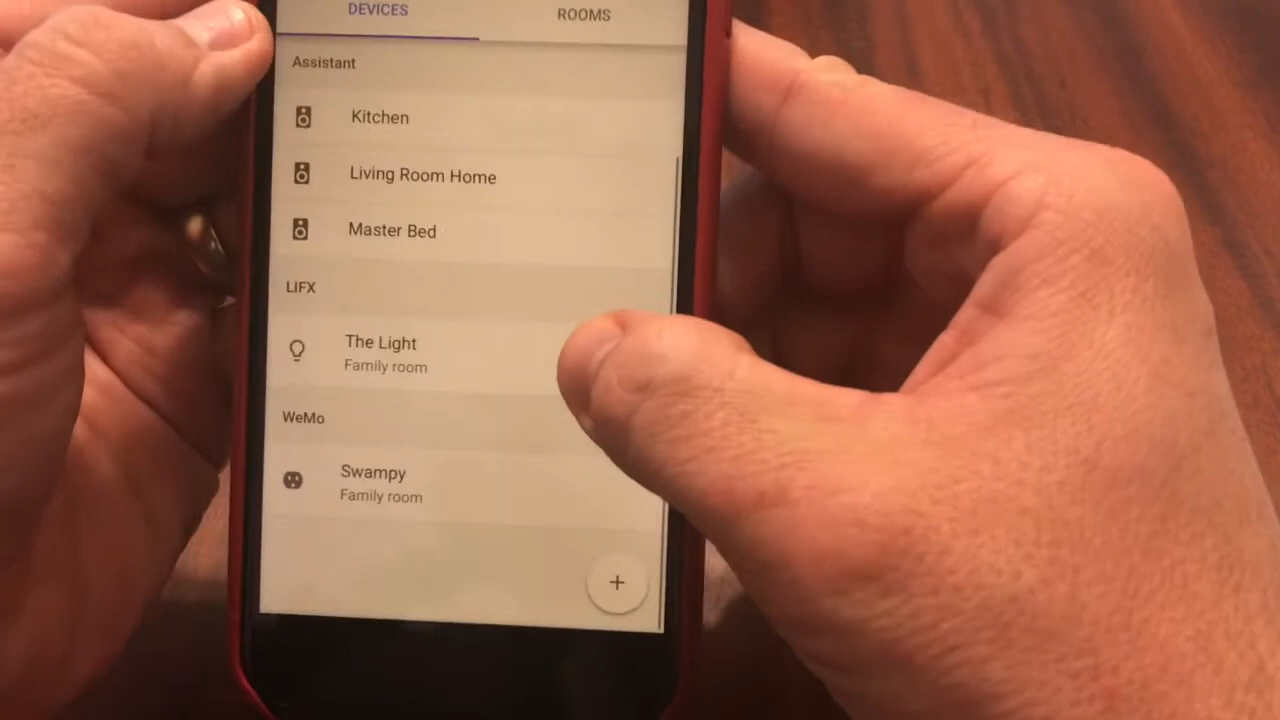 DEVICES
ROOMS
Assistant
Kitchen
Living Room Home
Master Bed
LIFX
The Light
Family room
WeMo
Swampy
Family room
+